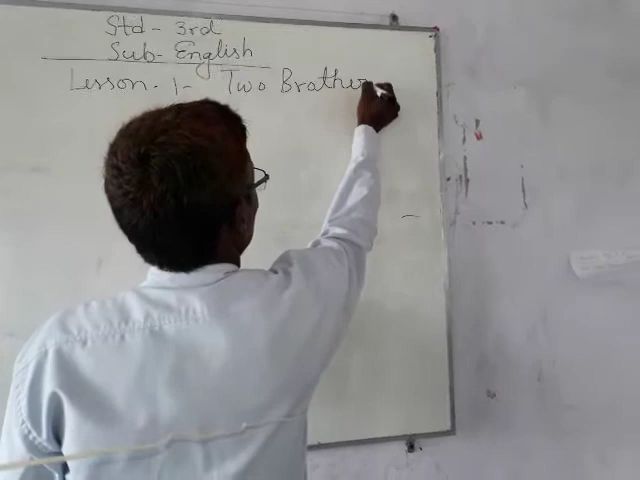 Std - 3rd
Sub- English
Lesson. 1- Two Brother